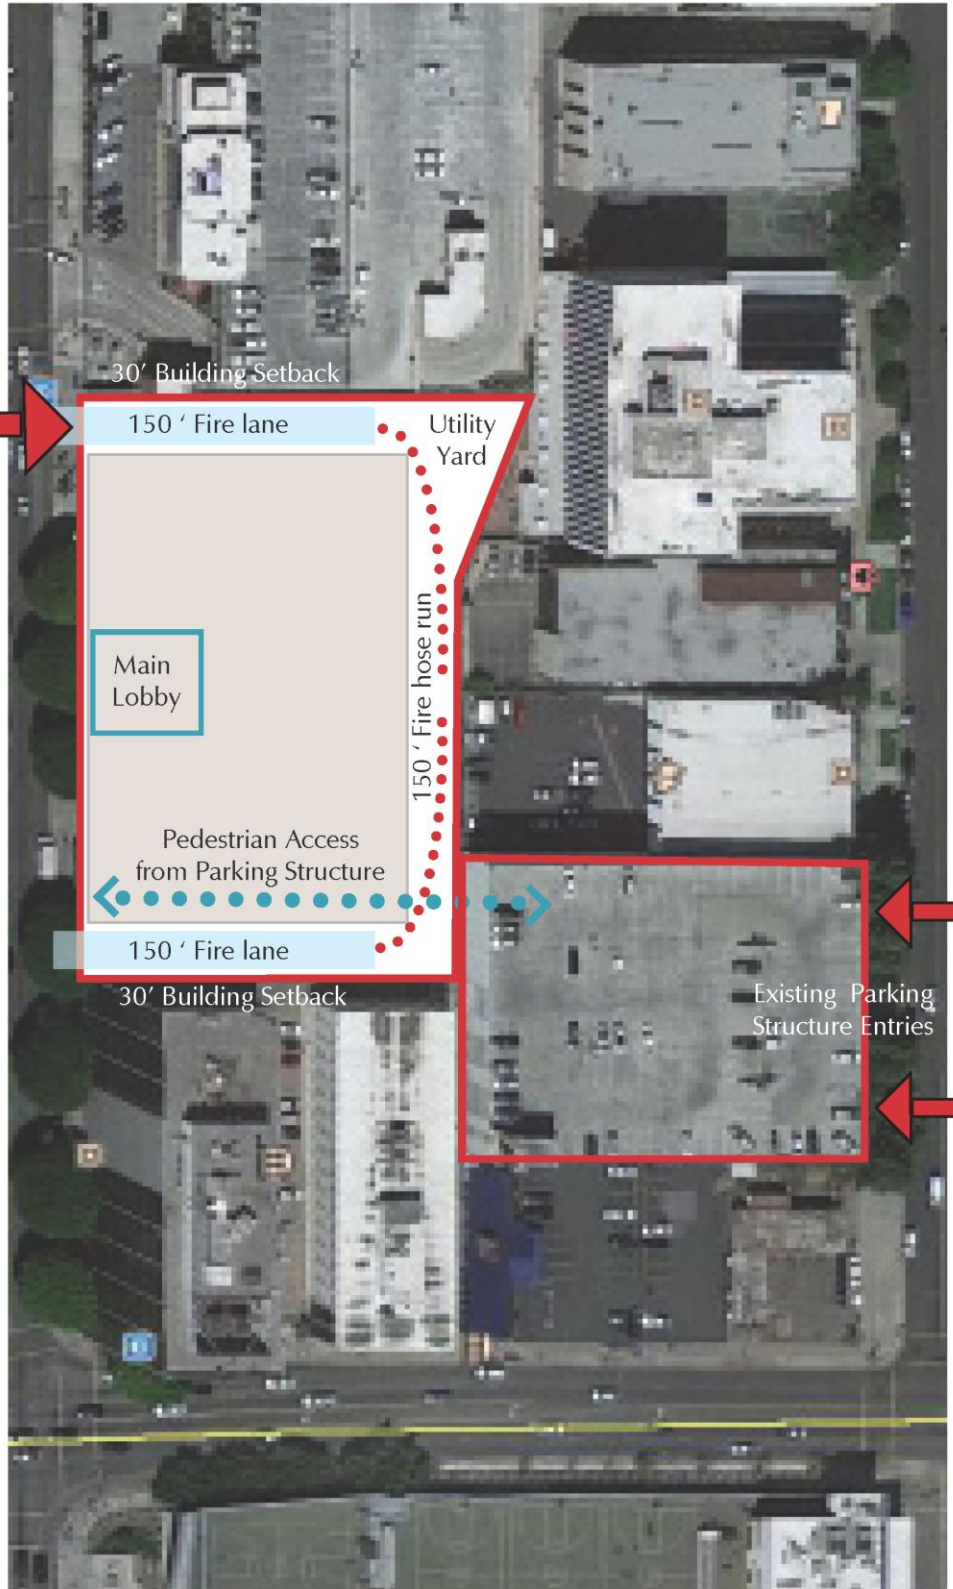 30' Building Setback
150 ' Fire lane
Utility
Yard
150 ' Fire hose run
Main
Lobby
Pedestrian Access
from Parking Structure
150 ' Fire lane
30' Building Setback
Existing Parking
Structure Entries